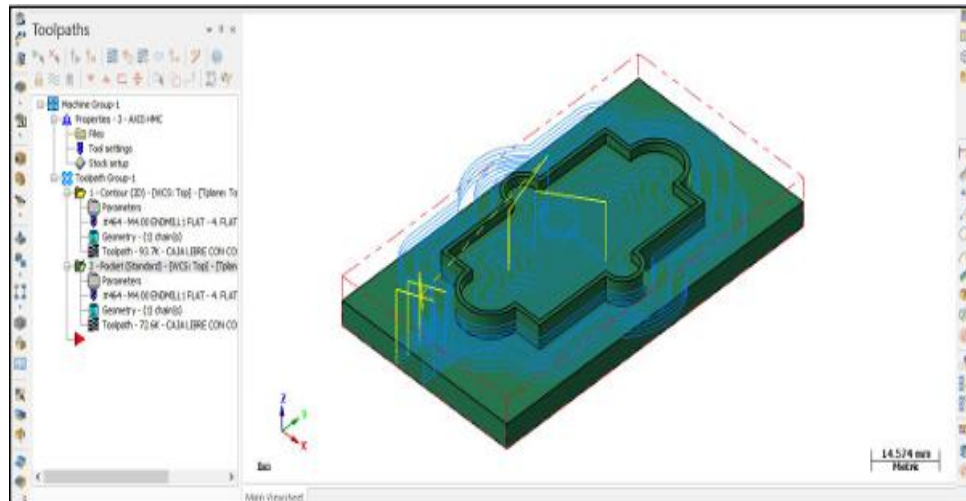 Toolpaths
Machine Group-1
Properties - 3 - AXIS HMC
Files
Tool settings
Stock setup
Toolpath Group-1
1 - Contour (2D) - [WCS: Top] - [Tplane: To
Parameters
#464 - M4.00 ENDMILL1 FLAT - 4. FLAT
Geometry - (1) chain(s)
Toolpath - 93.7K - CAJA LIBRE CON CO
2 - Pocket (Standard) - [WCS: Top] - [Tplan
Parameters
#464 - M4.00 ENDMILL1 FLAT - 4. FLAT
Geometry - (1) chain(s)
Toolpath - 72.6K - CAJA LIBRE CON CO
Z
Y
X
Iso
14.574 mm
Metric
Main Viewsheet